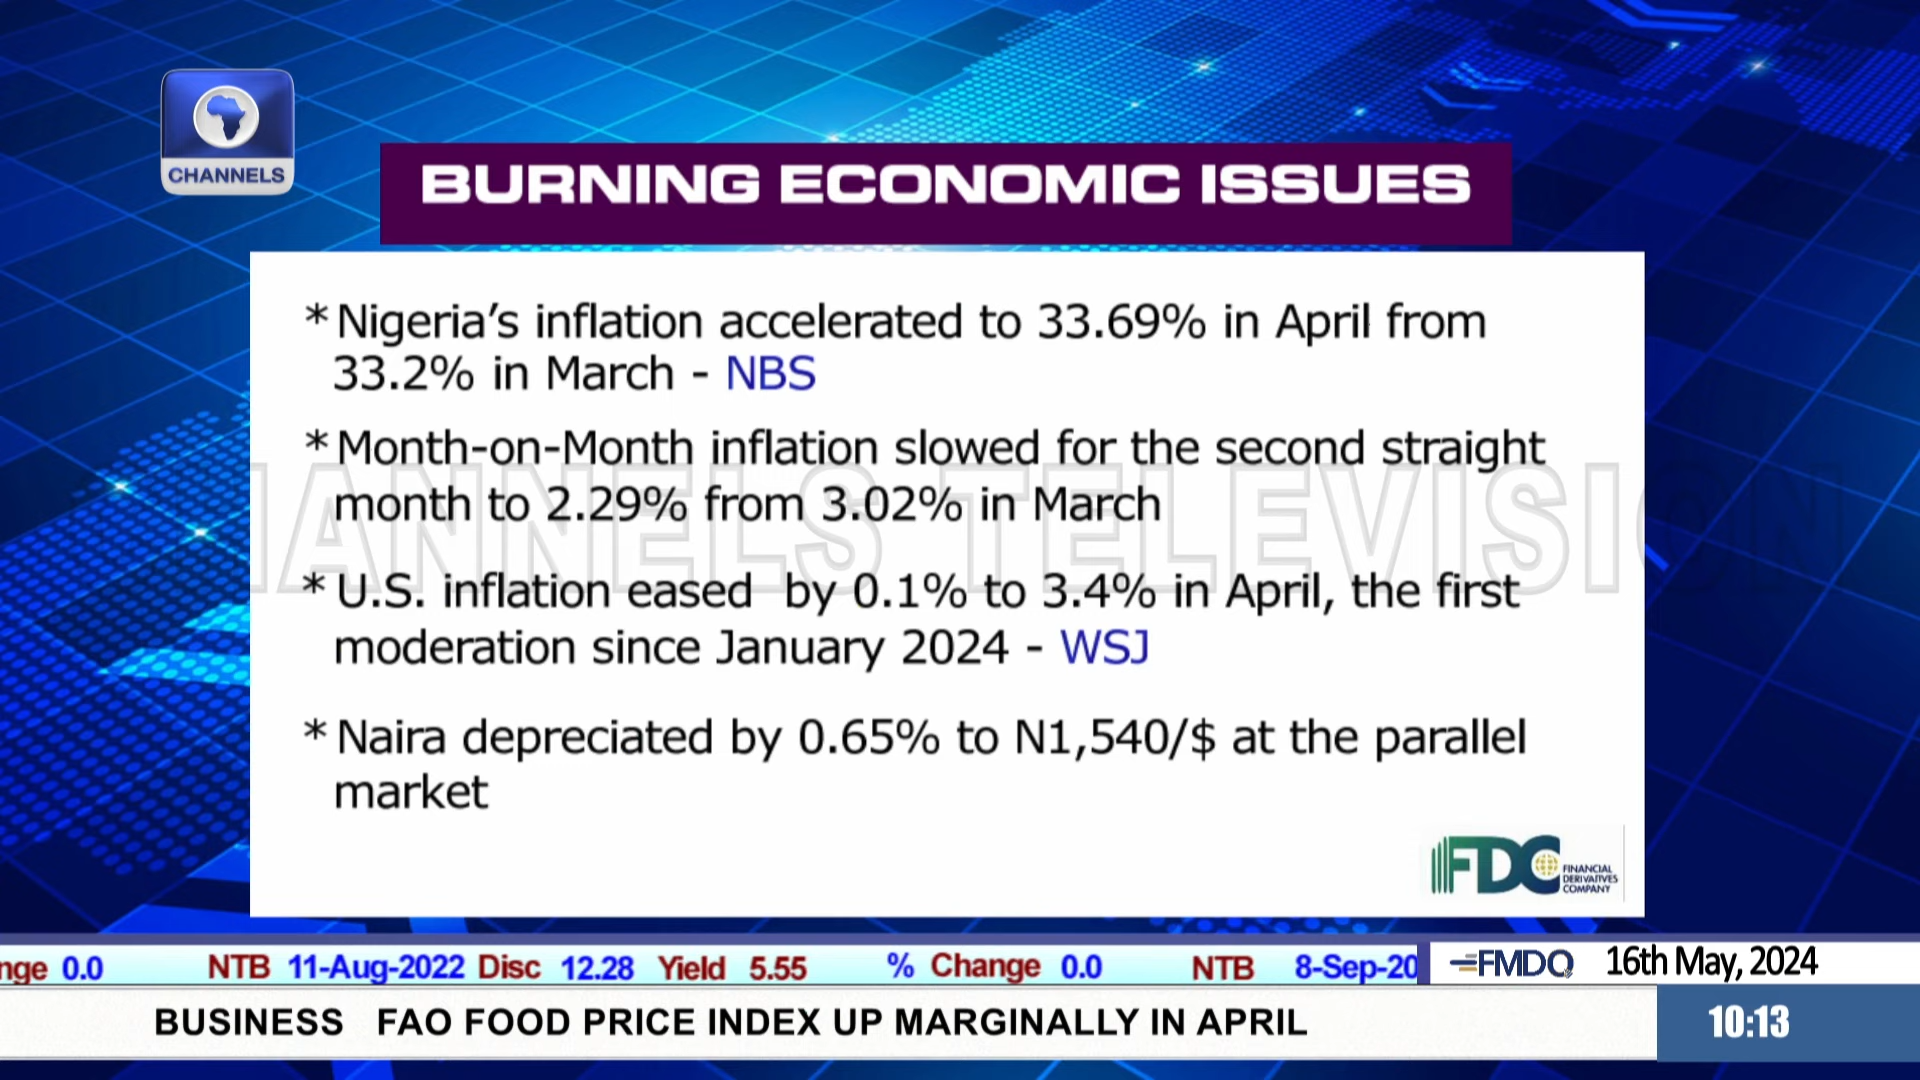 CHANNELS
BURNING ECONOMIC ISSUES
* Nigeria's inflation accelerated to 33.69% in April from
33.2% in March - NBS
* Month-on-Month inflation slowed for the second straight
month to 2.29% from 3.02% in March
HANNELS TELEVISION
* U.S. inflation eased by 0.1% to 3.4% in April, the first
moderation since January 2024 - WSJ
* Naira depreciated by 0.65% to N1,540/$ at the parallel
market
FDC FINANCIAL
DERIVATIVES
COMPANY
nge 0.0 NTB 11-Aug-2022 Disc 12.28 Yield 5.55 % Change 0.0 NTB 8-Sep-20 FMDQ 16th May, 2024
BUSINESS FAO FOOD PRICE INDEX UP MARGINALLY IN APRIL 10:13